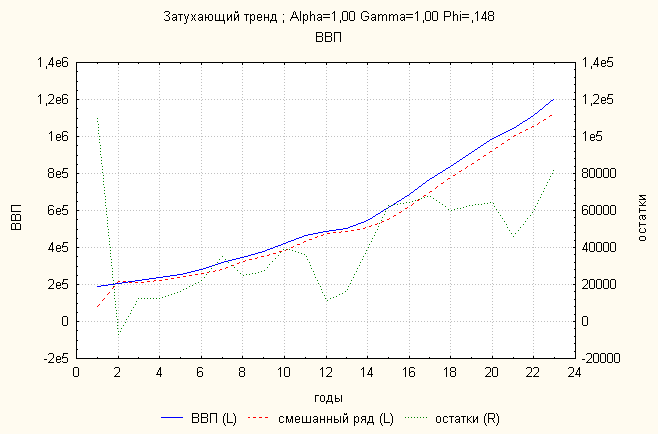 Затухающий тренд ; Alpha=1,00 Gamma=1,00 Phi=,148
ВВП
1,4e6
1,2e6
1e6
8e5
6e5
4e5
2e5
0
-2e5
ВВП
1,4e5
1,2e5
1e5
80000
60000
40000
20000
0
-20000
остатки
0 2 4 6 8 10 12 14 16 18 20 22 24
годы
ВВП (L) смешанный ряд (L) остатки (R)